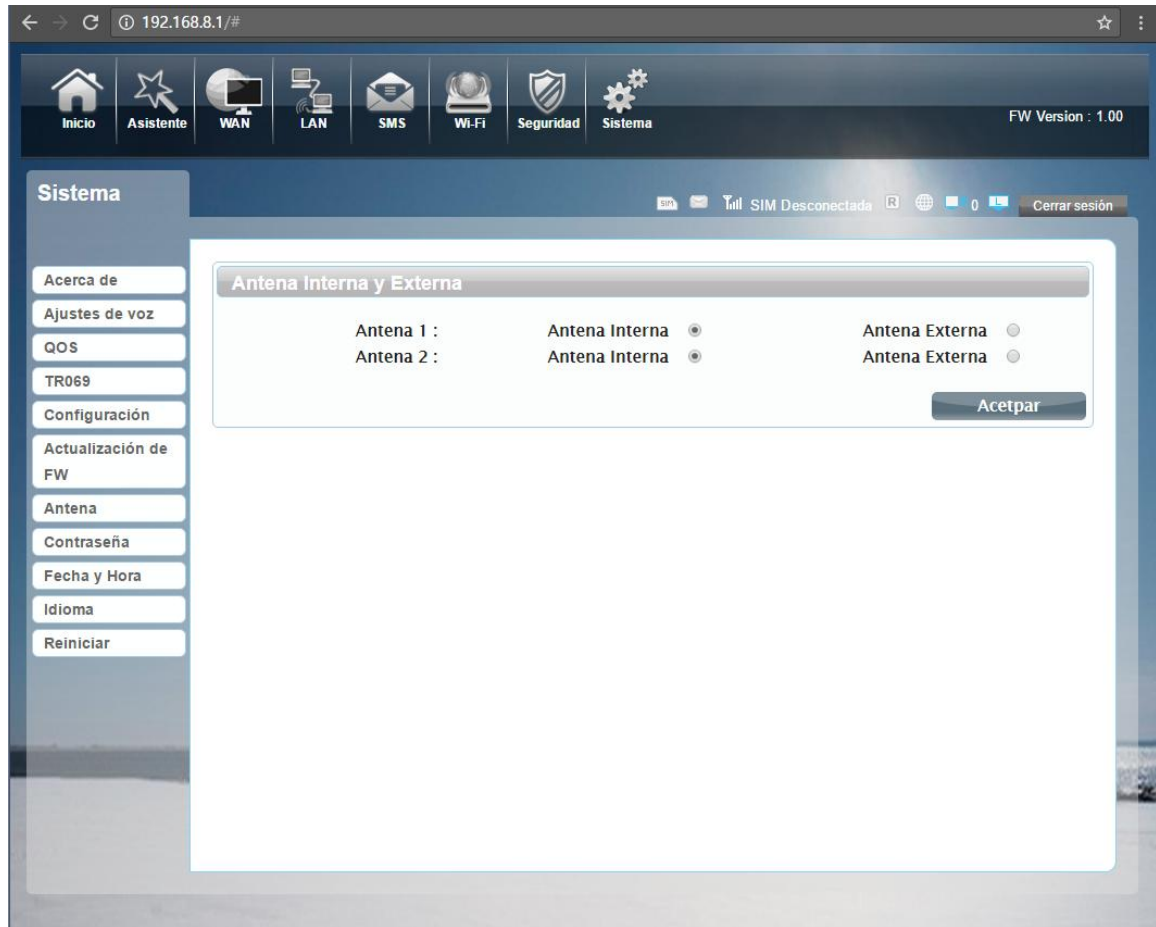 192.168.8.1/#
Inicio Asistente WAN LAN SMS Wi-Fi Seguridad Sistema
FW Version : 1.00
Sistema
SIM SIM Desconectada R 0 L Cerrar sesión
Antena Interna y Externa
Antena 1 : Antena Interna Antena Externa
Antena 2 : Antena Interna Antena Externa
Acetpar
Acerca de
Ajustes de voz
QOS
TR069
Configuración
Actualización de
FW
Antena
Contraseña
Fecha y Hora
Idioma
Reiniciar